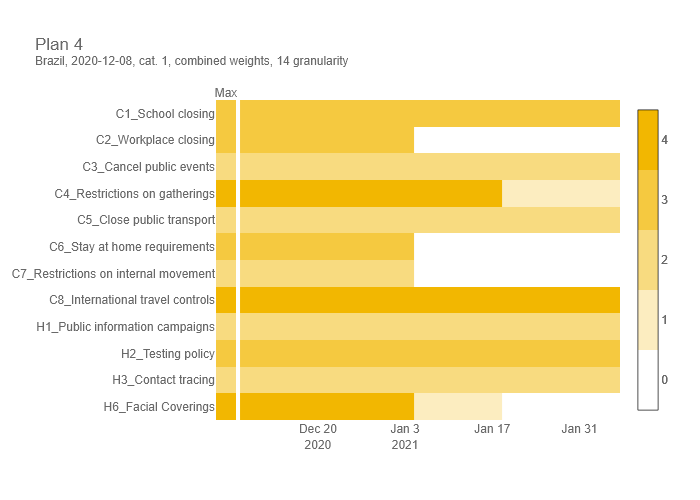 Plan 4
Brazil, 2020-12-08, cat. 1, combined weights, 14 granularity
Max
C1_School closing
C2_Workplace closing
C3_Cancel public events
C4_Restrictions on gatherings
C5_Close public transport
C6_Stay at home requirements
C7_Restrictions on internal movement
C8_International travel controls
H1_Public information campaigns
H2_Testing policy
H3_Contact tracing
H6_Facial Coverings
4
3
2
1
0
Dec 20 Jan 3 Jan 17 Jan 31
2020 2021